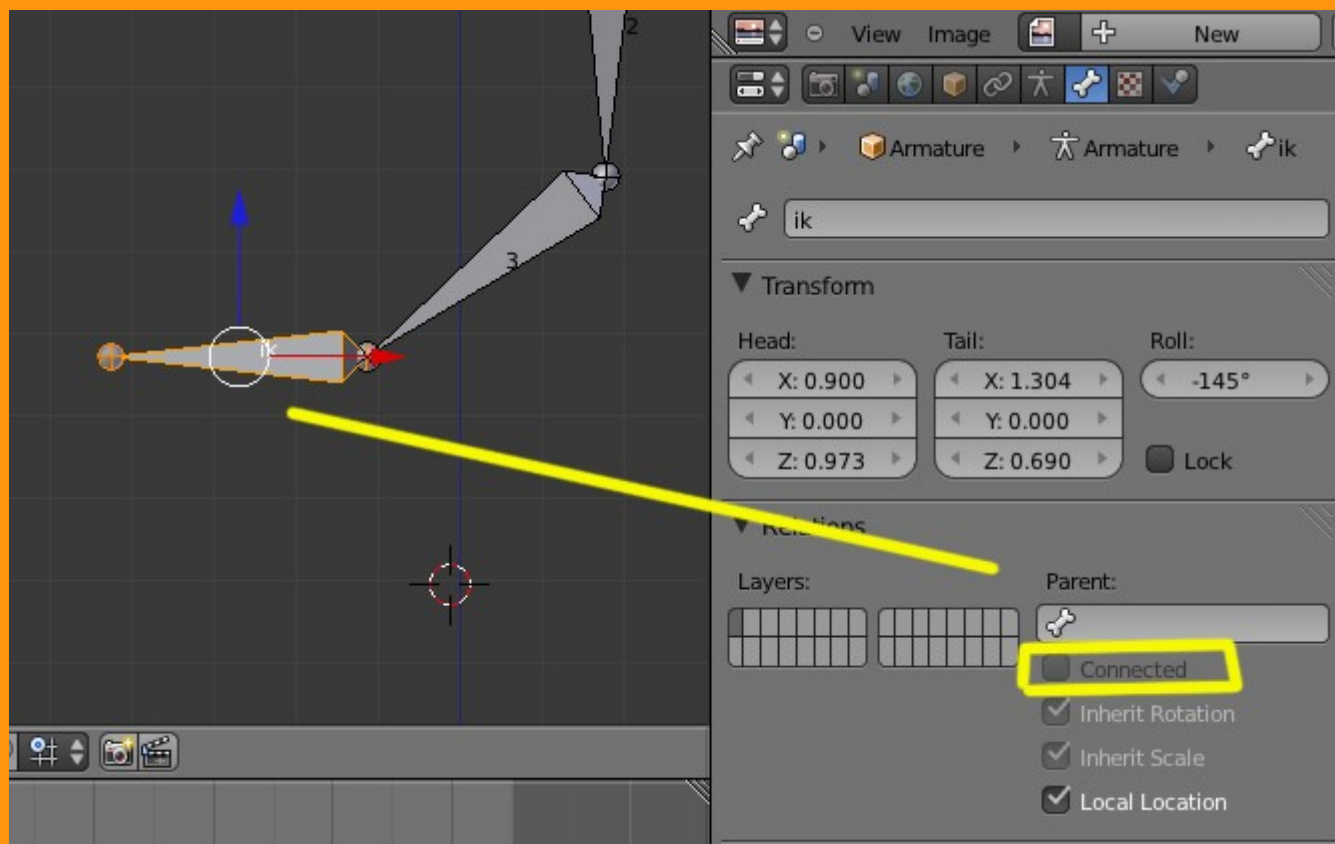 2
View Image New
Armature Armature ik
ik
Transform
3
Head: Tail: Roll:
ik
X: 0.900 X: 1.304 -145°
Y: 0.000 Y: 0.000
Z: 0.973 Z: 0.690 Lock
Relations
Layers: Parent:
Connected
Inherit Rotation
Inherit Scale
Local Location